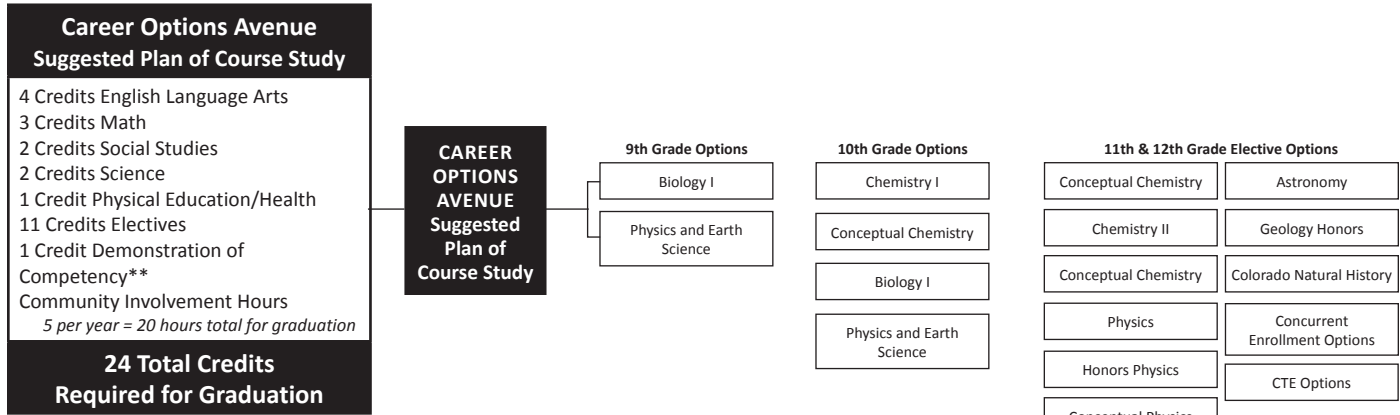 Career Options Avenue
Suggested Plan of Course Study
4 Credits English Language Arts
3 Credits Math
2 Credits Social Studies
2 Credits Science
1 Credit Physical Education/Health
11 Credits Electives
1 Credit Demonstration of
Competency**
Community Involvement Hours
5 per year = 20 hours total for graduation
24 Total Credits
Required for Graduation
CAREER
OPTIONS
AVENUE
Suggested
Plan of
Course Study
9th Grade Options
Biology I
Physics and Earth
Science
10th Grade Options
Chemistry I
Conceptual Chemistry
Biology I
Physics and Earth
Science
11th & 12th Grade Elective Options
Conceptual Chemistry
Chemistry II
Conceptual Chemistry
Physics
Honors Physics
Conceptual Physics
Astronomy
Geology Honors
Colorado Natural History
Concurrent
Enrollment Options
CTE Options